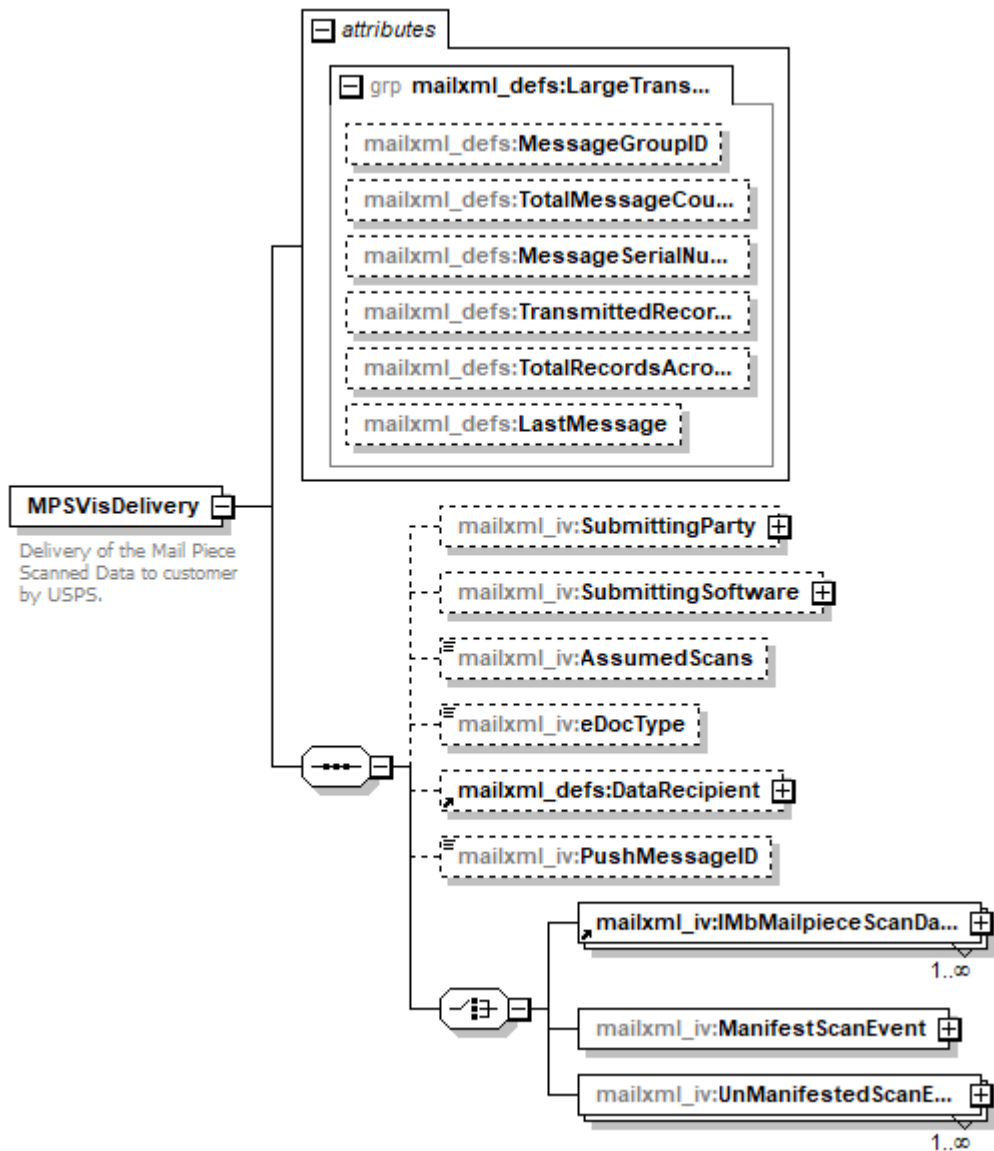 attributes
grp mailxml_defs:LargeTrans...
mailxml_defs:MessageGroupID
mailxml_defs:TotalMessageCou...
mailxml_defs:MessageSerialNu...
mailxml_defs:TransmittedRecor...
mailxml_defs:TotalRecordsAcro...
mailxml_defs:LastMessage
MPSVisDelivery
Delivery of the Mail Piece
Scanned Data to customer
by USPS.
mailxml_iv:SubmittingParty
mailxml_iv:SubmittingSoftware
mailxml_iv:AssumedScans
mailxml_iv:eDocType
mailxml_defs:DataRecipient
mailxml_iv:PushMessageID
mailxml_iv:IMbMailpieceScanDa...
1..∞
mailxml_iv:ManifestScanEvent
mailxml_iv:UnManifestedScanE...
1..∞